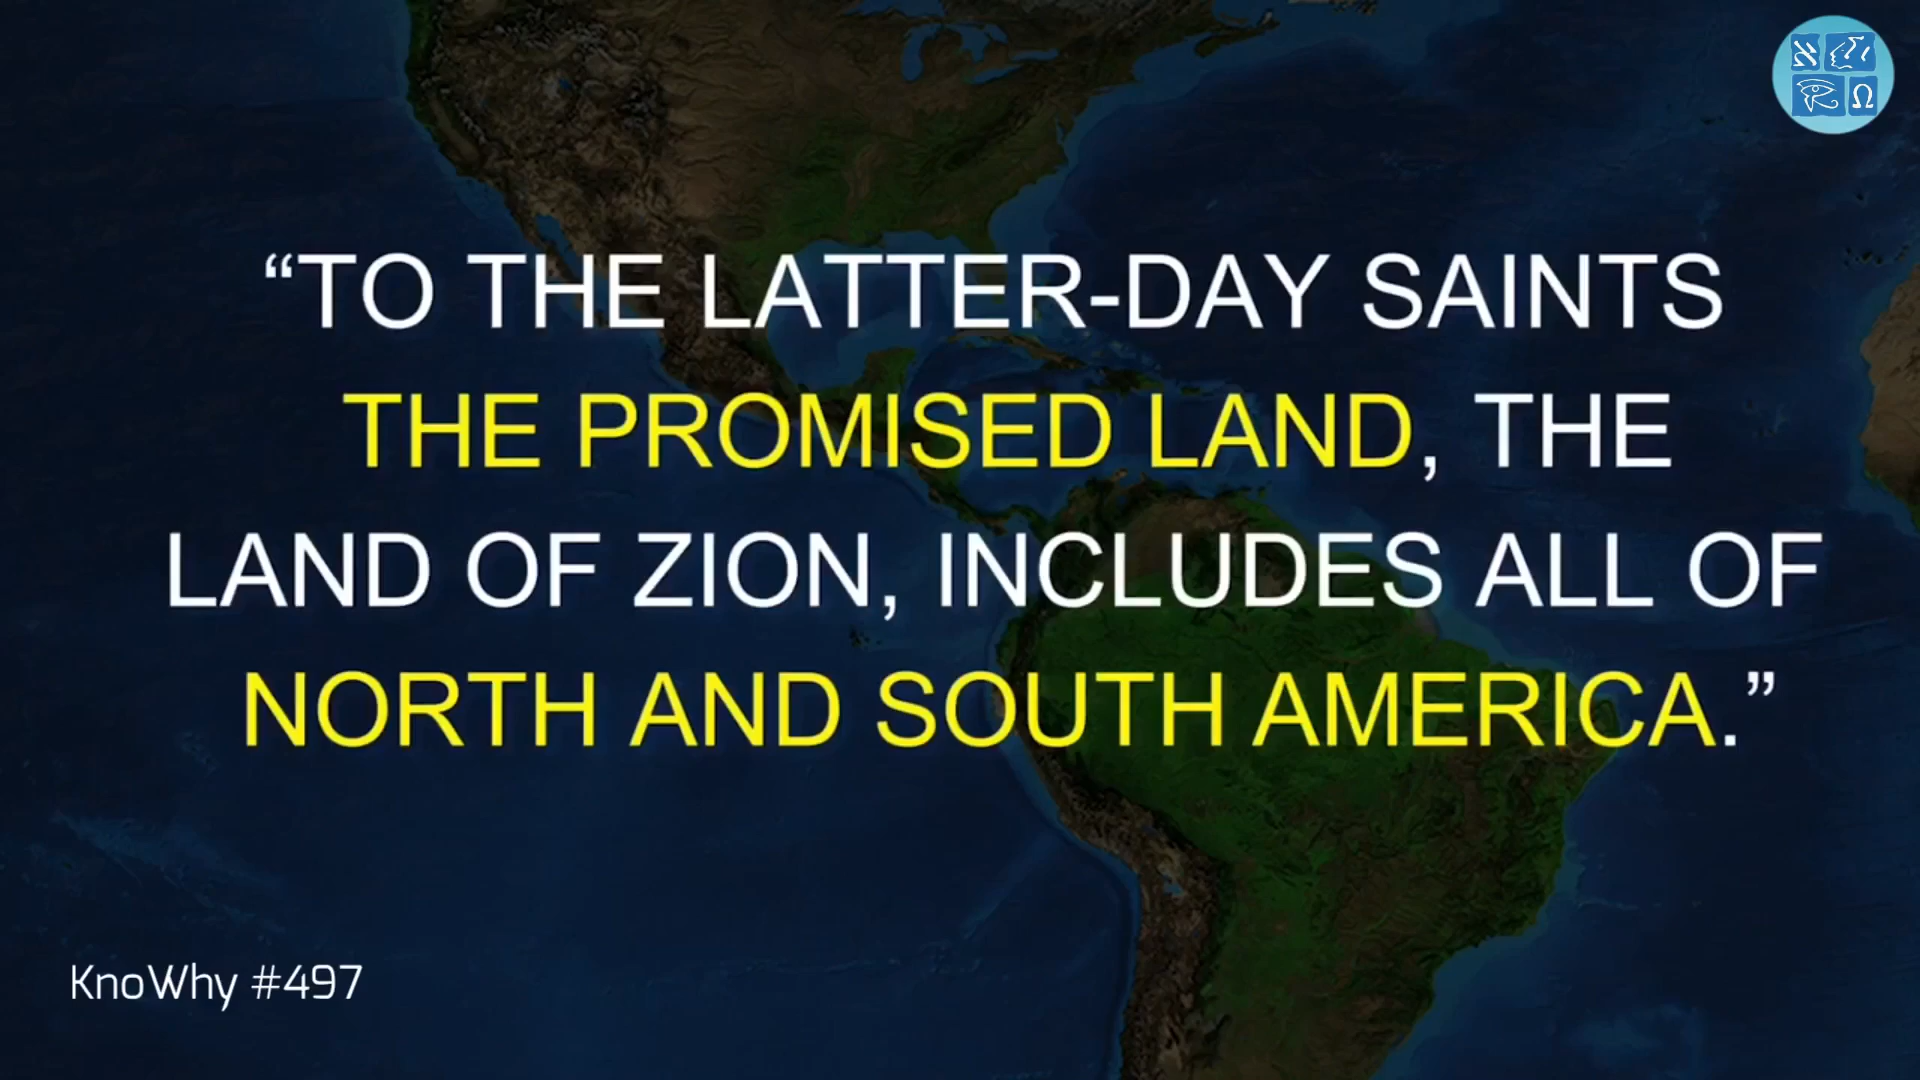 “TO THE LATTER-DAY SAINTS
THE PROMISED LAND, THE
LAND OF ZION, INCLUDES ALL OF
NORTH AND SOUTH AMERICA.”
KnoWhy #497